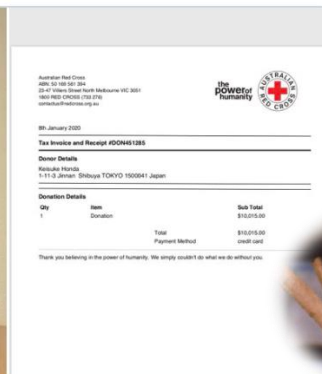 Australian Red Cross
ABN: 50 169 561 394
23-47 Villiers Street North Melbourne VIC 3051
1800 RED CROSS (733 276)
contactus@redcross.org.au
the
power of
humanity
AUSTRALIAN
RED CROSS
8th January 2020
Tax Invoice and Receipt #DON451285
Donor Details
Keisuke Honda
1-11-3 Jinnan Shibuya TOKYO 1500041 Japan
Donation Details
Qty Item Sub Total
1 Donation $10,015.00
Total $10,015.00
Payment Method credit card
Thank you believing in the power of humanity. We simply couldn't do what we do without you.